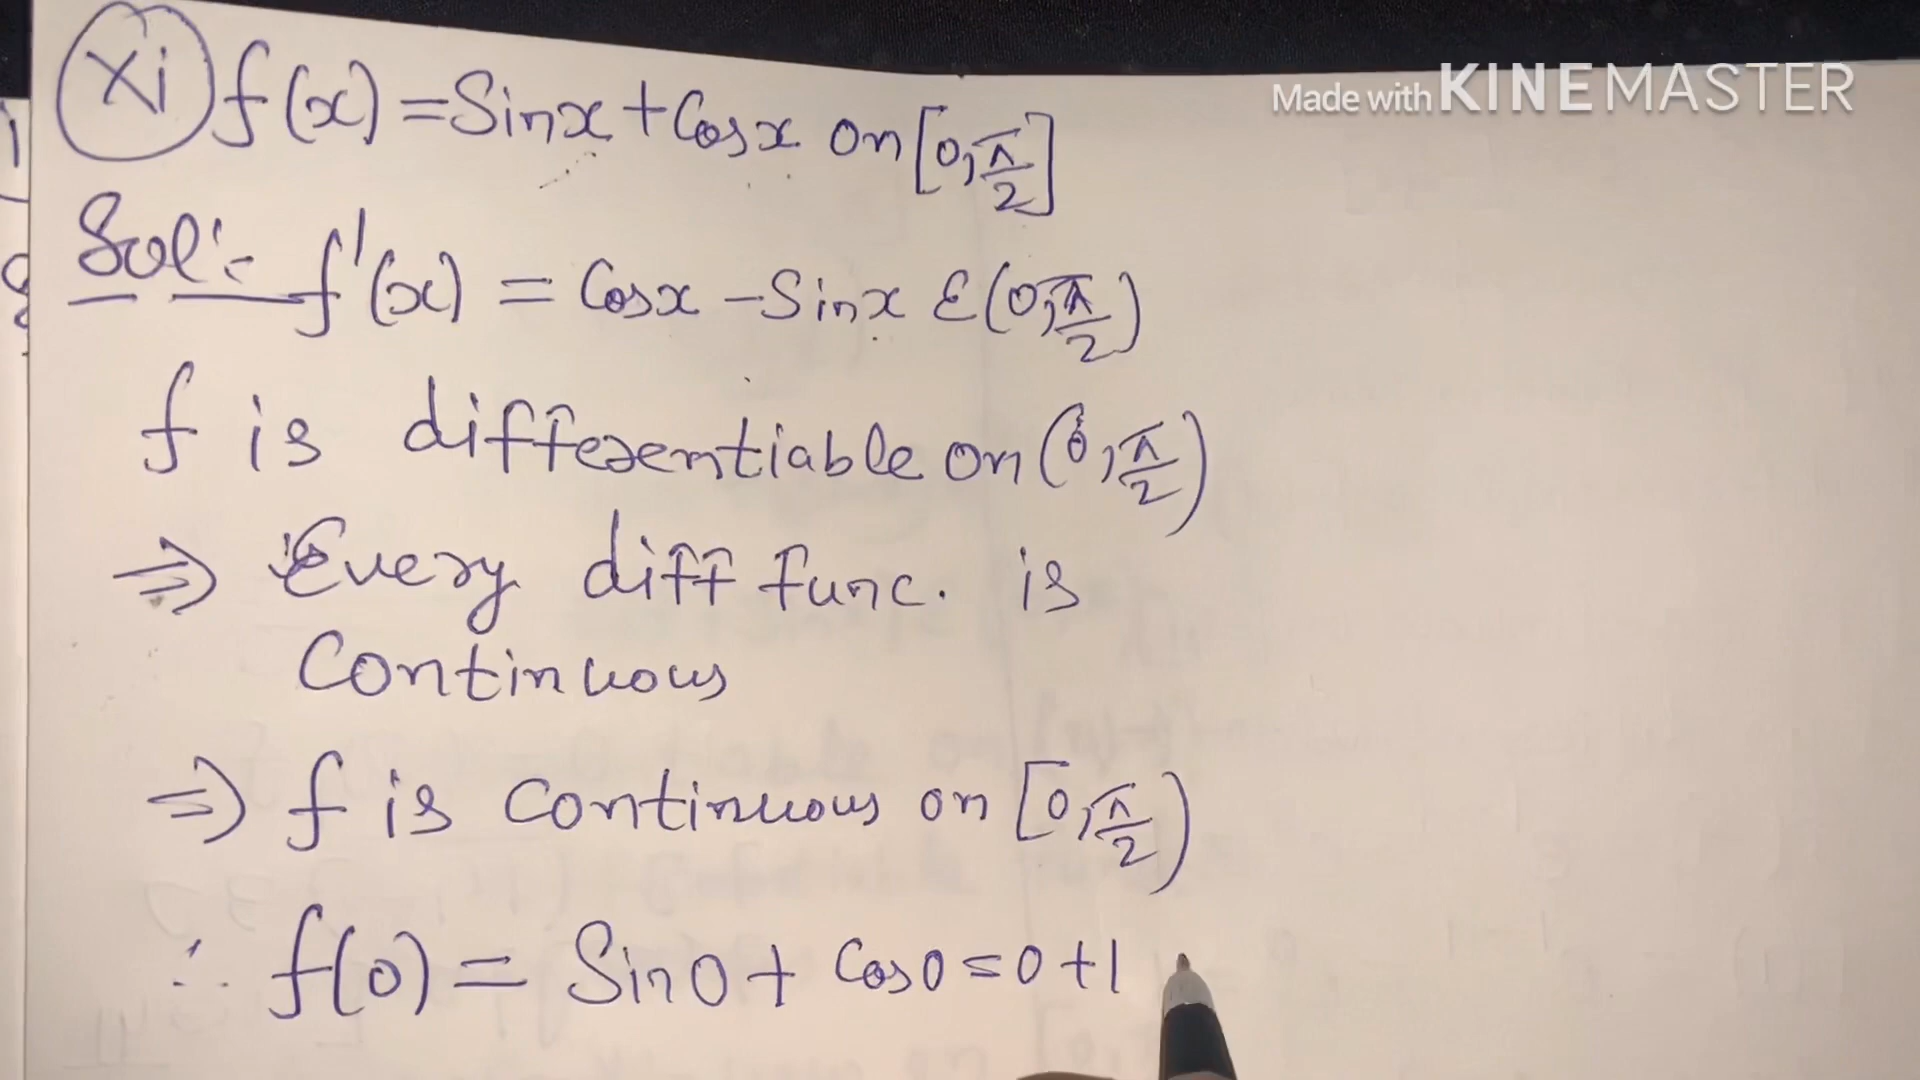 xi f(x) = Sinx + Cosx on [0, π/2]
Made with KINEMASTER
Sol:- f'(x) = Cosx - Sinx ε (0, π/2)
f is differentiable on (0, π/2)
⇒ Every diff func. is
Continuous
⇒ f is continuous on [0, π/2)
∴ f(0) = Sin0 + Cos0 = 0 + 1